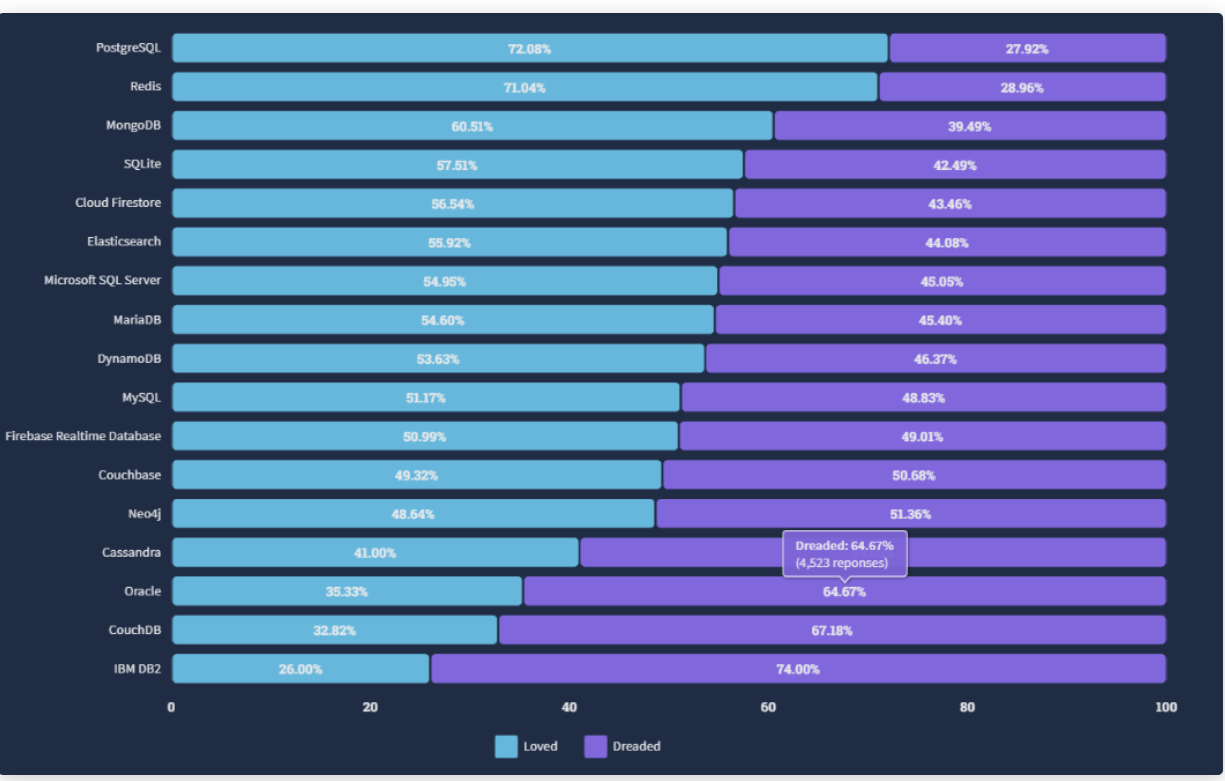 PostgreSQL 72.08% 27.92%
Redis 71.04% 28.96%
MongoDB 60.51% 39.49%
SQLite 57.51% 42.49%
Cloud Firestore 56.54% 43.46%
Elasticsearch 55.92% 44.08%
Microsoft SQL Server 54.95% 45.05%
MariaDB 54.60% 45.40%
DynamoDB 53.63% 46.37%
MySQL 51.17% 48.83%
Firebase Realtime Database 50.99% 49.01%
Couchbase 49.32% 50.68%
Neo4j 48.64% 51.36%
Cassandra 41.00%
Dreaded: 64.67%
(4,523 reponses)
Oracle 35.33% 64.67%
CouchDB 32.82% 67.18%
IBM DB2 26.00% 74.00%
0 20 40 60 80 100
Loved Dreaded